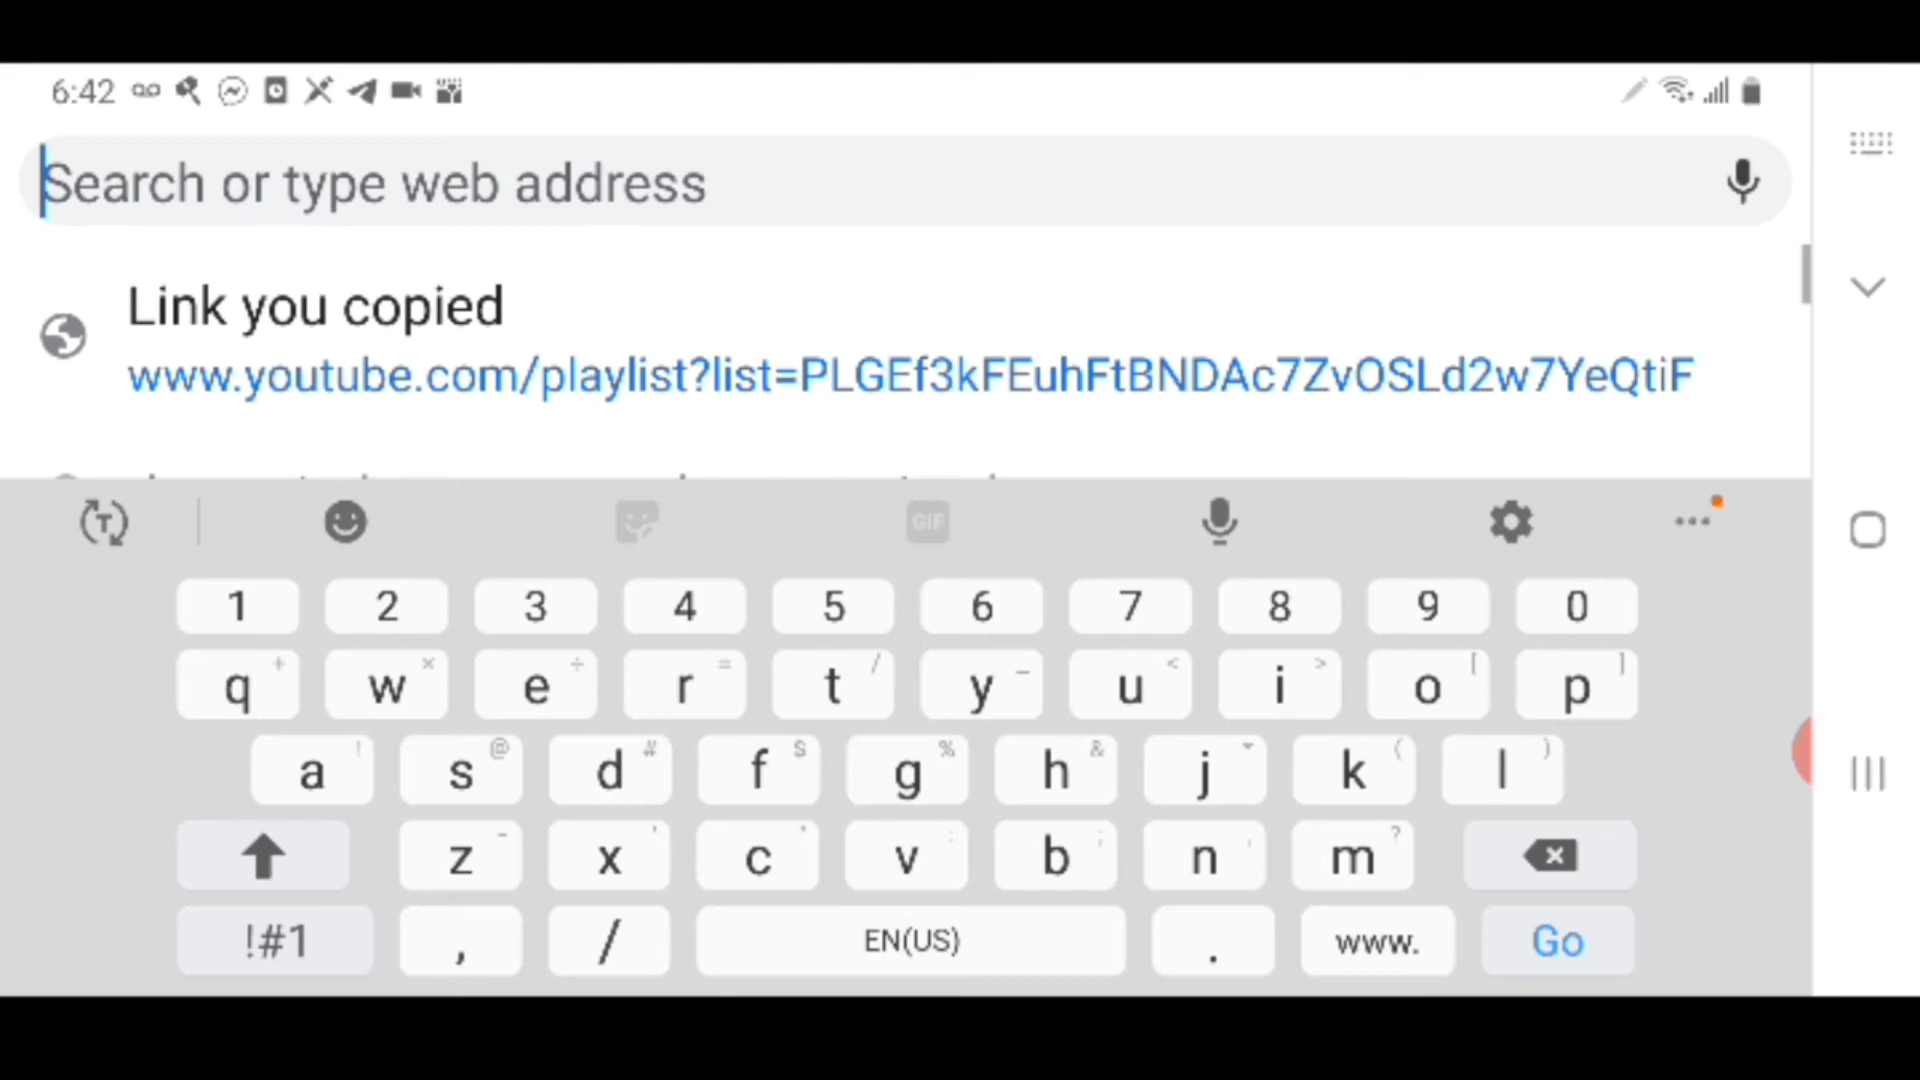 6:42
Search or type web address
Link you copied
www.youtube.com/playlist?list=PLGEf3kFEuhFtBNDAc7ZvOSLd2w7YeQtiF
T GIF
1 2 3 4 5 6 7 8 9 0
q + w × e ÷ r = t / y _ u < i > o [ p ]
a ! s @ d # f $ g % h & j k ( l )
z - x ' c v : b ; n , m ?
!#1 , / EN(US) . www. Go